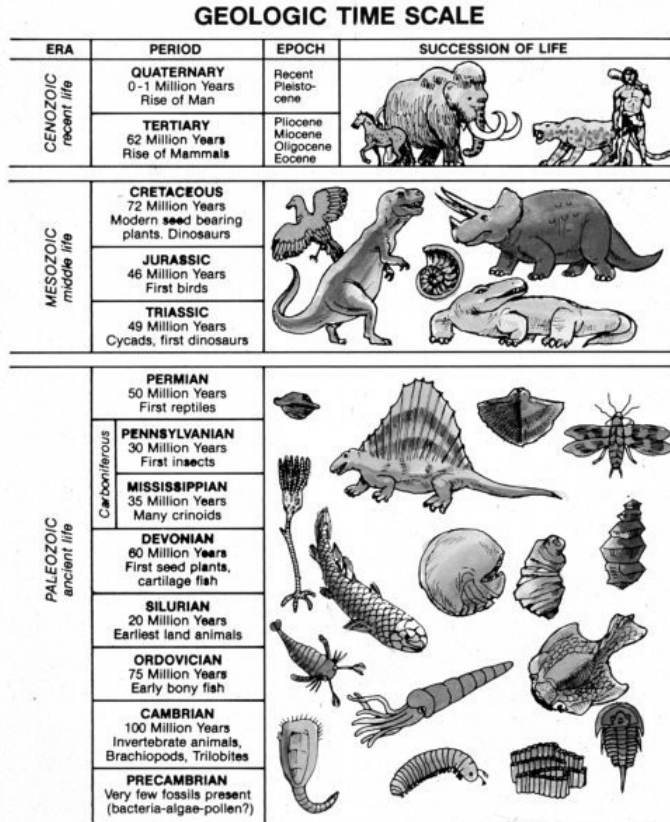 GEOLOGIC TIME SCALE
ERA PERIOD EPOCH SUCCESSION OF LIFE
CENOZOIC
recent life
QUATERNARY
0-1 Million Years
Rise of Man
Recent
Pleisto-
cene
TERTIARY
62 Million Years
Rise of Mammals
Pliocene
Miocene
Oligocene
Eocene
MESOZOIC
middle life
CRETACEOUS
72 Million Years
Modern seed bearing
plants. Dinosaurs
JURASSIC
46 Million Years
First birds
TRIASSIC
49 Million Years
Cycads, first dinosaurs
PALEOZOIC
ancient life
PERMIAN
50 Million Years
First reptiles
Carboniferous
PENNSYLVANIAN
30 Million Years
First insects
MISSISSIPPIAN
35 Million Years
Many crinoids
DEVONIAN
60 Million Years
First seed plants,
cartilage fish
SILURIAN
20 Million Years
Earliest land animals
ORDOVICIAN
75 Million Years
Early bony fish
CAMBRIAN
100 Million Years
Invertebrate animals,
Brachiopods, Trilobites
PRECAMBRIAN
Very few fossils present
(bacteria-algae-pollen?)